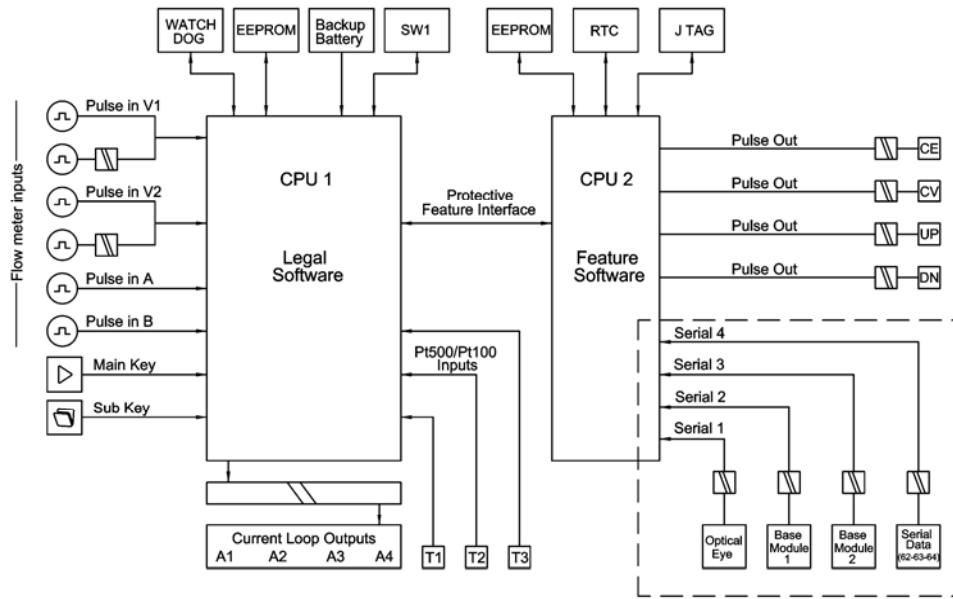 WATCH
DOG
EEPROM
Backup
Battery
SW1
EEPROM
RTC
J TAG
Flow meter inputs
Pulse in V1
Pulse in V2
Pulse in A
Pulse in B
Main Key
Sub Key
CPU 1
Legal
Software
Protective
Feature Interface
Pt500/Pt100
Inputs
CPU 2
Feature
Software
Pulse Out
CE
Pulse Out
CV
Pulse Out
UP
Pulse Out
DN
Serial 4
Serial 3
Serial 2
Serial 1
Current Loop Outputs
A1 A2 A3 A4
T1
T2
T3
Optical
Eye
Base
Module
1
Base
Module
2
Serial
Data
(62-63-64)